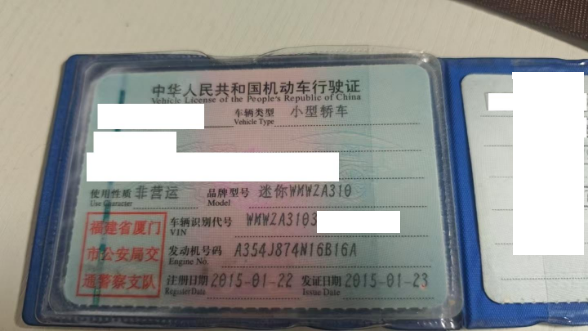 中华人民共和国机动车行驶证
Vehicle License of the People's Republic of China
车辆类型 小型轿车
Vehicle Type
使用性质 非营运 品牌型号 迷你WMW2A310
Use Character Model
福建省厦门
市公安局交
通警察支队
车辆识别代号 WMW2A3103
VIN
发动机号码 A354J874N16B16A
Engine No.
注册日期 2015-01-22 发证日期 2015-01-23
Register Date Issue Date